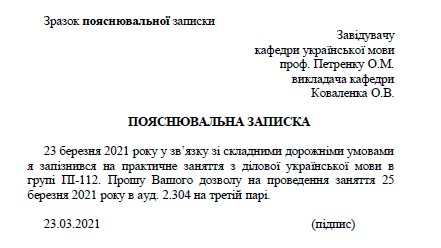 Зразок пояснювальної записки
Завідувачу
кафедри української мови
проф. Петренку О.М.
викладача кафедри
Коваленка О.В.
ПОЯСНЮВАЛЬНА ЗАПИСКА
23 березня 2021 року у зв’язку зі складними дорожніми умовами
я запізнився на практичне заняття з ділової української мови в
групі ПІ-112. Прошу Вашого дозволу на проведення заняття 25
березня 2021 року в ауд. 2.304 на третій парі.
23.03.2021 (підпис)